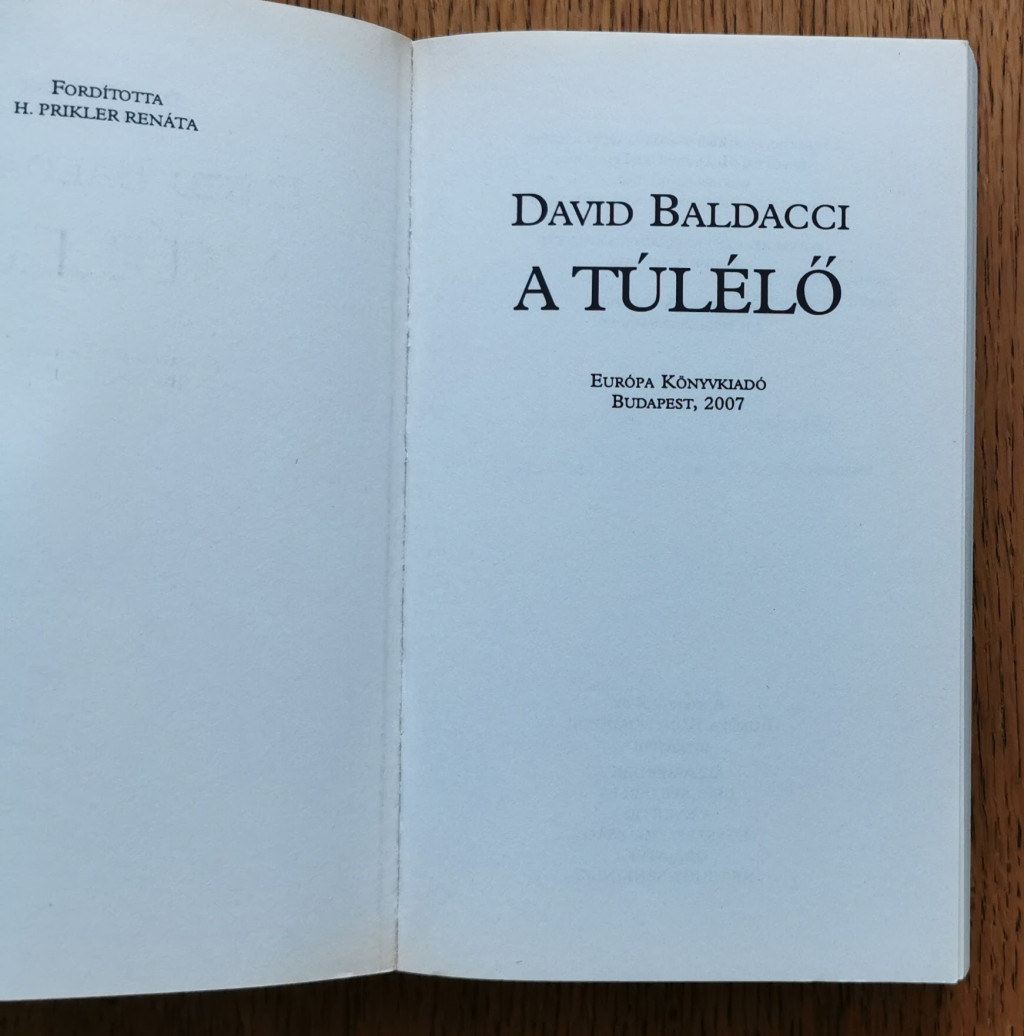 FORDÍTOTTA
H. PRIKLER RENÁTA
DAVID BALDACCI
A TÚLÉLŐ
EURÓPA KÖNYVKIADÓ
BUDAPEST, 2007